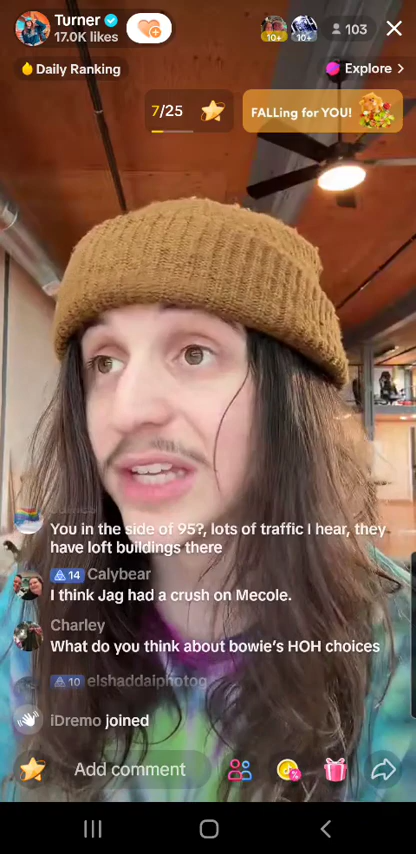 Turner
17.0K likes
10+
10+
103
Daily Ranking
Explore >
7/25
FALLing for YOU!
You in the side of 95?, lots of traffic I hear, they
have loft buildings there
14 Calybear
I think Jag had a crush on Mecole.
Charley
What do you think about bowie's HOH choices
10 elshaddaiphotog
iDremo joined
Add comment